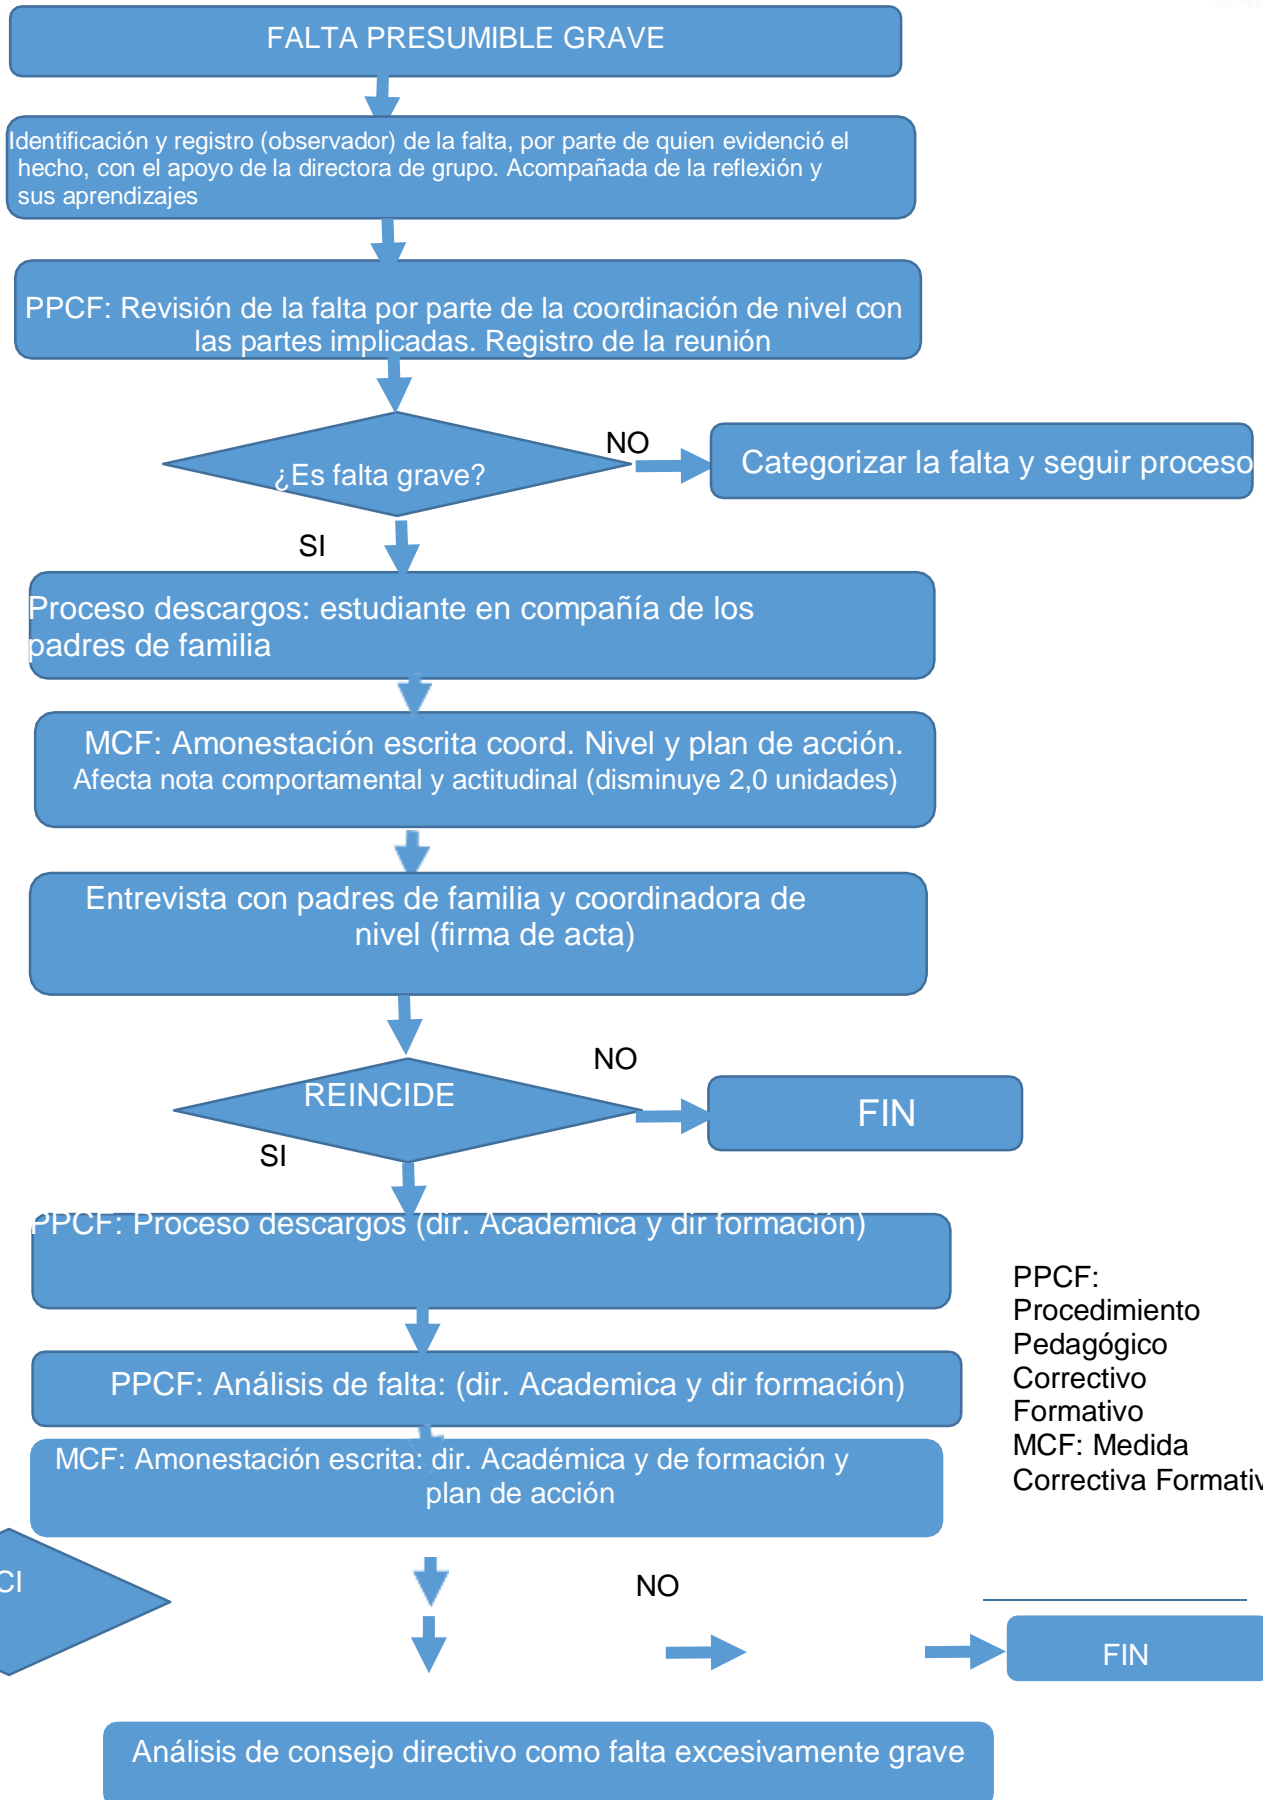 FALTA PRESUMIBLE GRAVE
Identificación y registro (observador) de la falta, por parte de quien evidenció el
hecho, con el apoyo de la directora de grupo. Acompañada de la reflexión y
sus aprendizajes
PPCF: Revisión de la falta por parte de la coordinación de nivel con
las partes implicadas. Registro de la reunión
¿Es falta grave?
NO
Categorizar la falta y seguir proceso
SI
Proceso descargos: estudiante en compañía de los
padres de familia
MCF: Amonestación escrita coord. Nivel y plan de acción.
Afecta nota comportamental y actitudinal (disminuye 2,0 unidades)
Entrevista con padres de familia y coordinadora de
nivel (firma de acta)
REINCIDE
NO
FIN
SI
PPCF: Proceso descargos (dir. Academica y dir formación)
PPCF: Análisis de falta: (dir. Academica y dir formación)
MCF: Amonestación escrita: dir. Académica y de formación y
plan de acción
PPCF:
Procedimiento
Pedagógico
Correctivo
Formativo
MCF: Medida
Correctiva Formativ
CI
NO
FIN
Análisis de consejo directivo como falta excesivamente grave